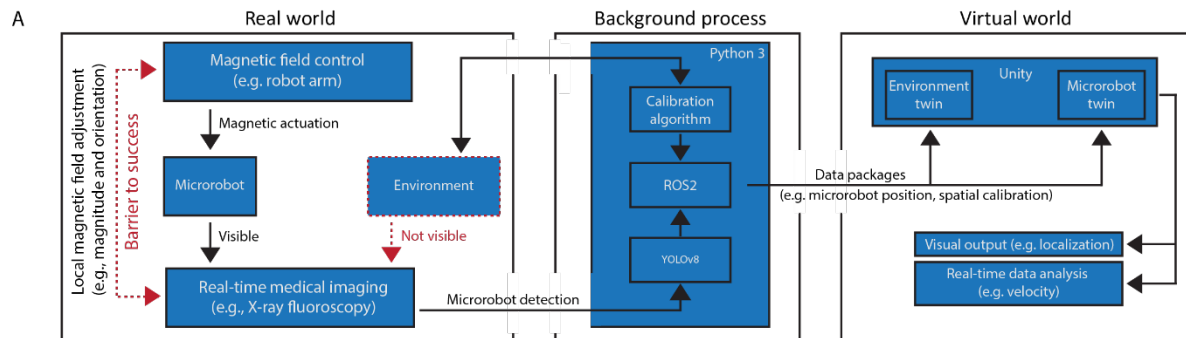 A
Real world
Background process
Virtual world
Magnetic field control
(e.g. robot arm)
Magnetic actuation
Microrobot
Environment
Visible
Not visible
Real-time medical imaging
(e.g., X-ray fluoroscopy)
Local magnetic field adjustment
(e.g., magnitude and orientation)
Barrier to success
Microrobot detection
Python 3
Calibration
algorithm
ROS2
YOLOv8
Data packages
(e.g. microrobot position, spatial calibration)
Unity
Environment
twin
Microrobot
twin
Visual output (e.g. localization)
Real-time data analysis
(e.g. velocity)